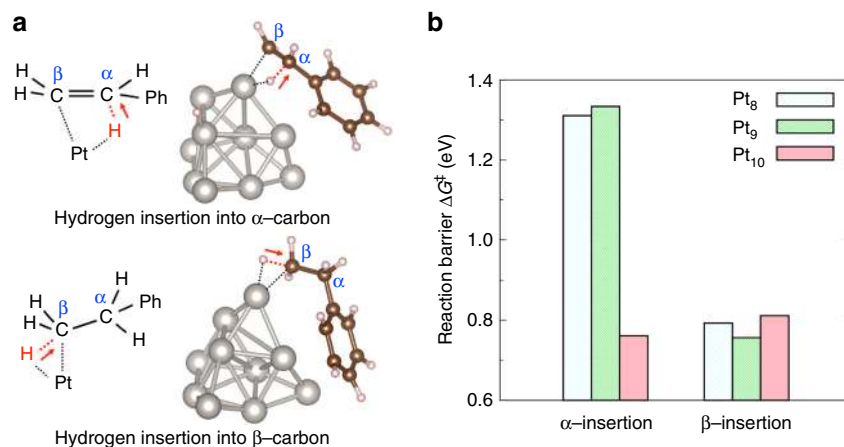 a
β α
H H
H C C Ph
H
Pt
β
α
Hydrogen insertion into α–carbon
H
β α H
H Ph
H C C
H H
Pt
β
α
Hydrogen insertion into β–carbon
b
Reaction barrier ΔG‡ (eV)
1.4
1.2
1.0
0.8
0.6
Pt8
Pt9
Pt10
α–insertion β–insertion